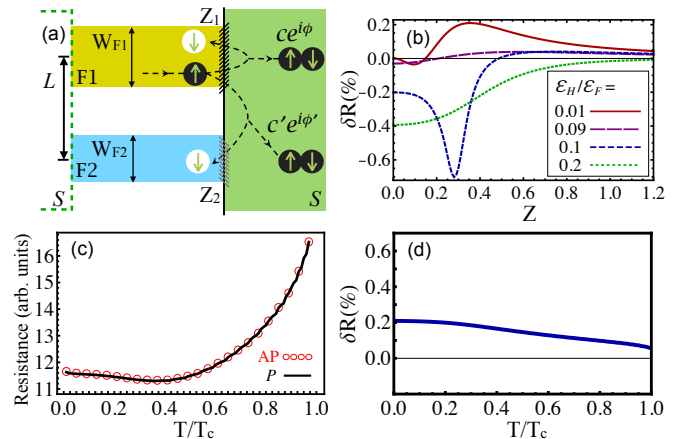 (a)
Z₁
W_F1
F1
L
ce^iϕ
c'e^iϕ'
W_F2
F2
S
Z₂
S
(b)
δR(%)
0.2
0.0
−0.2
−0.4
−0.6
ε_H/ε_F =
0.01
0.09
0.1
0.2
0.0 0.2 0.4 0.6 0.8 1.0 1.2
Z
(c)
Resistance (arb. units)
16
15
14
13
12
11
AP
P
0.0 0.2 0.4 0.6 0.8 1.0
T/T_c
(d)
δR(%)
0.6
0.4
0.2
0.0
0.0 0.2 0.4 0.6 0.8 1.0
T/T_c